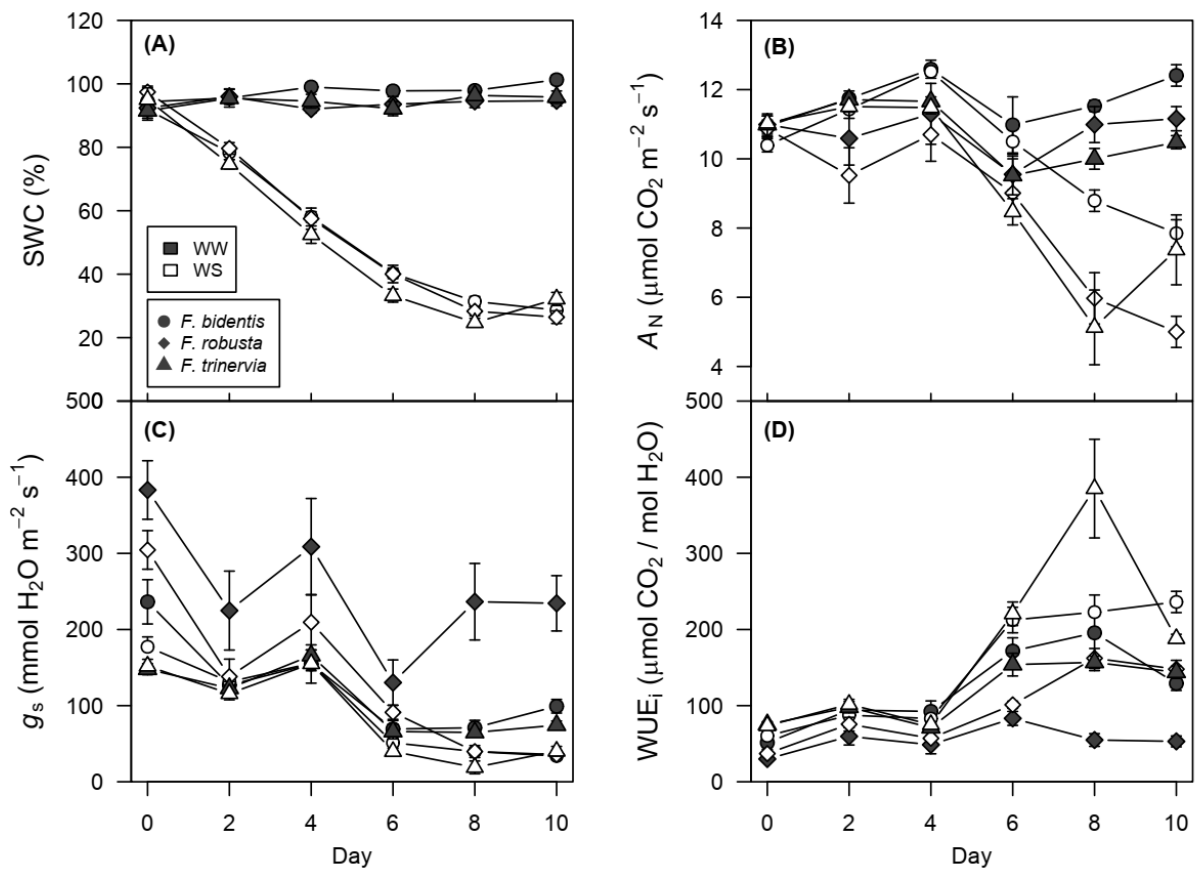 (A)
SWC (%)
120
100
80
60
40
20
500
WW
WS
F. bidentis
F. robusta
F. trinervia
(B)
A_N (μmol CO₂ m⁻² s⁻¹)
14
12
10
8
6
4
500
(C)
gₛ (mmol H₂O m⁻² s⁻¹)
400
300
200
100
0
0 2 4 6 8 10
Day
(D)
WUEᵢ (μmol CO₂ / mol H₂O)
400
300
200
100
0
0 2 4 6 8 10
Day